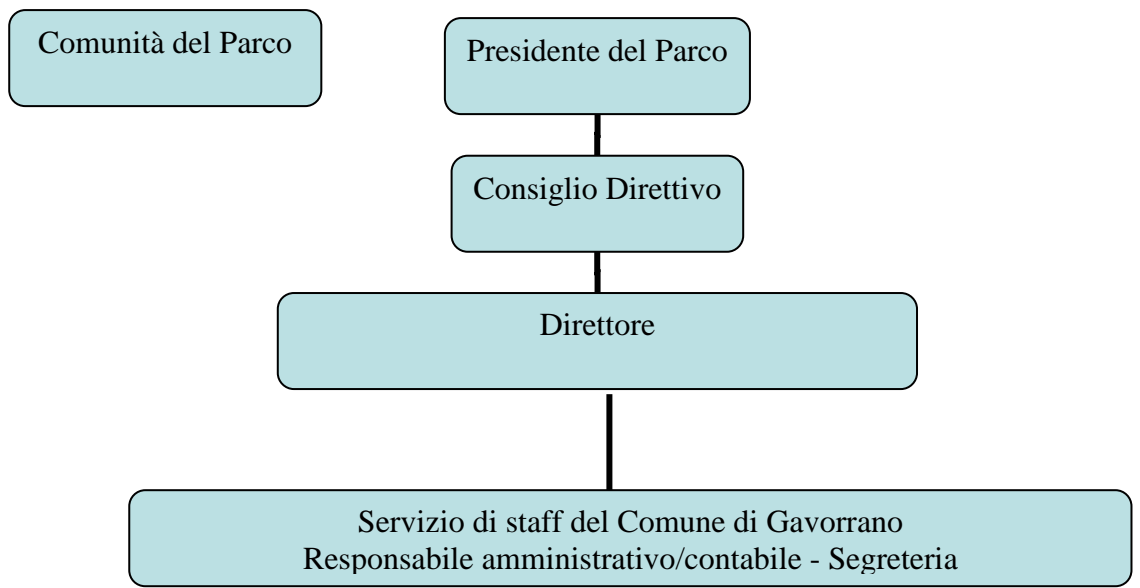 Comunità del Parco
Presidente del Parco
Consiglio Direttivo
Direttore
Servizio di staff del Comune di Gavorrano
Responsabile amministrativo/contabile - Segreteria